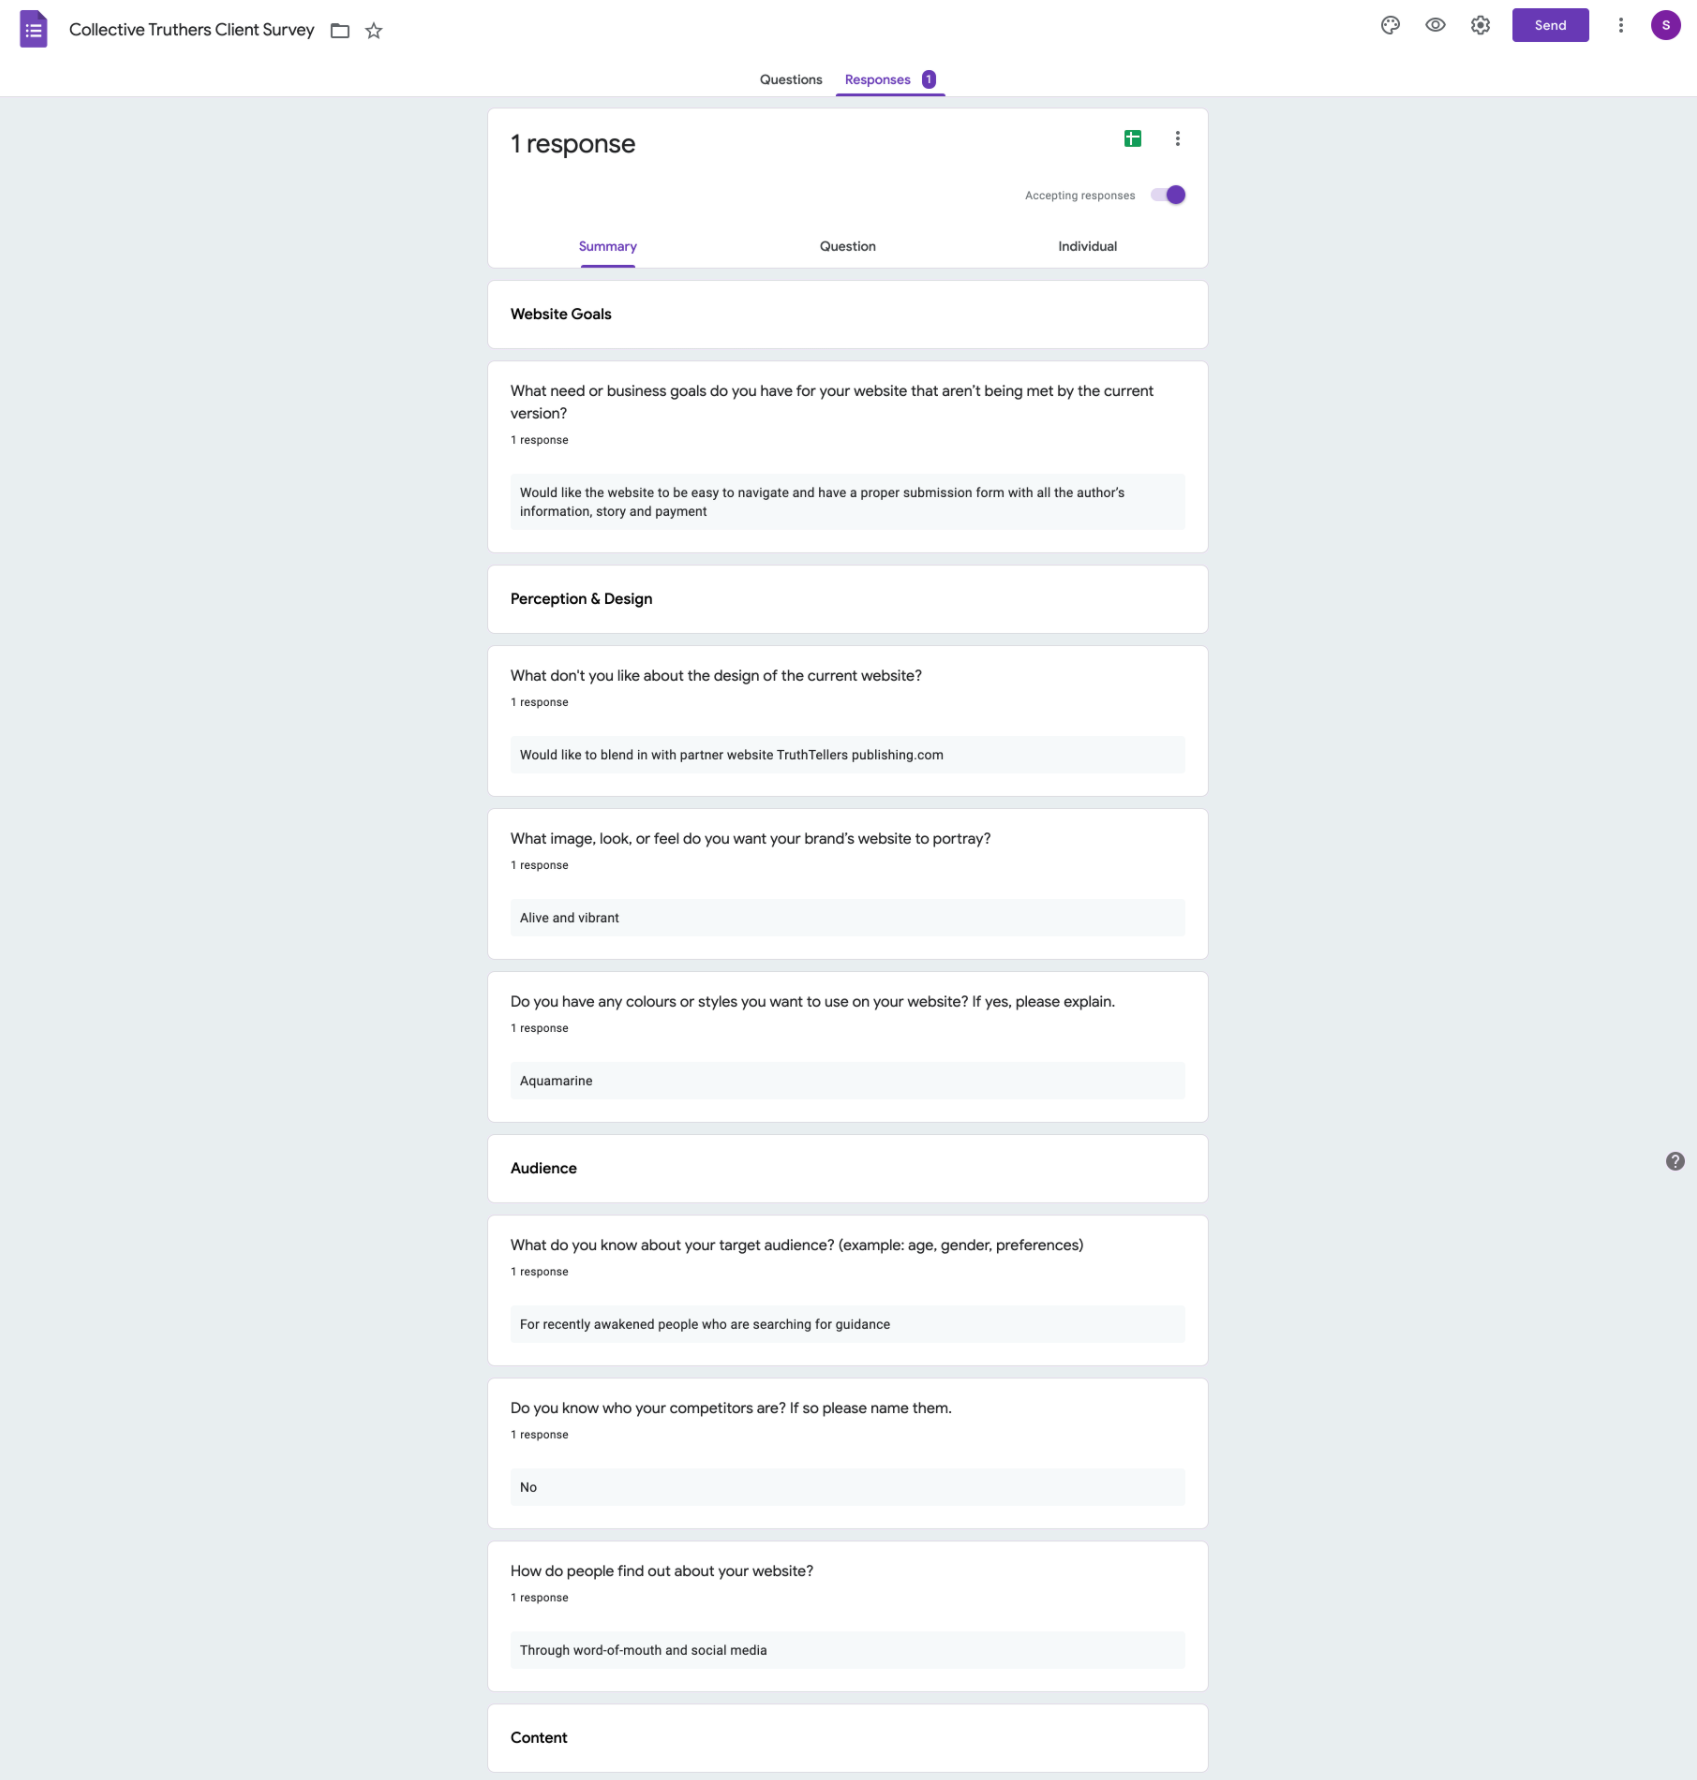 Collective Truthers Client Survey
Send
S
Questions
Responses 1
1 response
Accepting responses
Summary
Question
Individual
Website Goals
What need or business goals do you have for your website that aren’t being met by the current
version?
1 response
Would like the website to be easy to navigate and have a proper submission form with all the author’s
information, story and payment
Perception & Design
What don't you like about the design of the current website?
1 response
Would like to blend in with partner website TruthTellers publishing.com
What image, look, or feel do you want your brand’s website to portray?
1 response
Alive and vibrant
Do you have any colours or styles you want to use on your website? If yes, please explain.
1 response
Aquamarine
Audience
What do you know about your target audience? (example: age, gender, preferences)
1 response
For recently awakened people who are searching for guidance
Do you know who your competitors are? If so please name them.
1 response
No
How do people find out about your website?
1 response
Through word-of-mouth and social media
Content